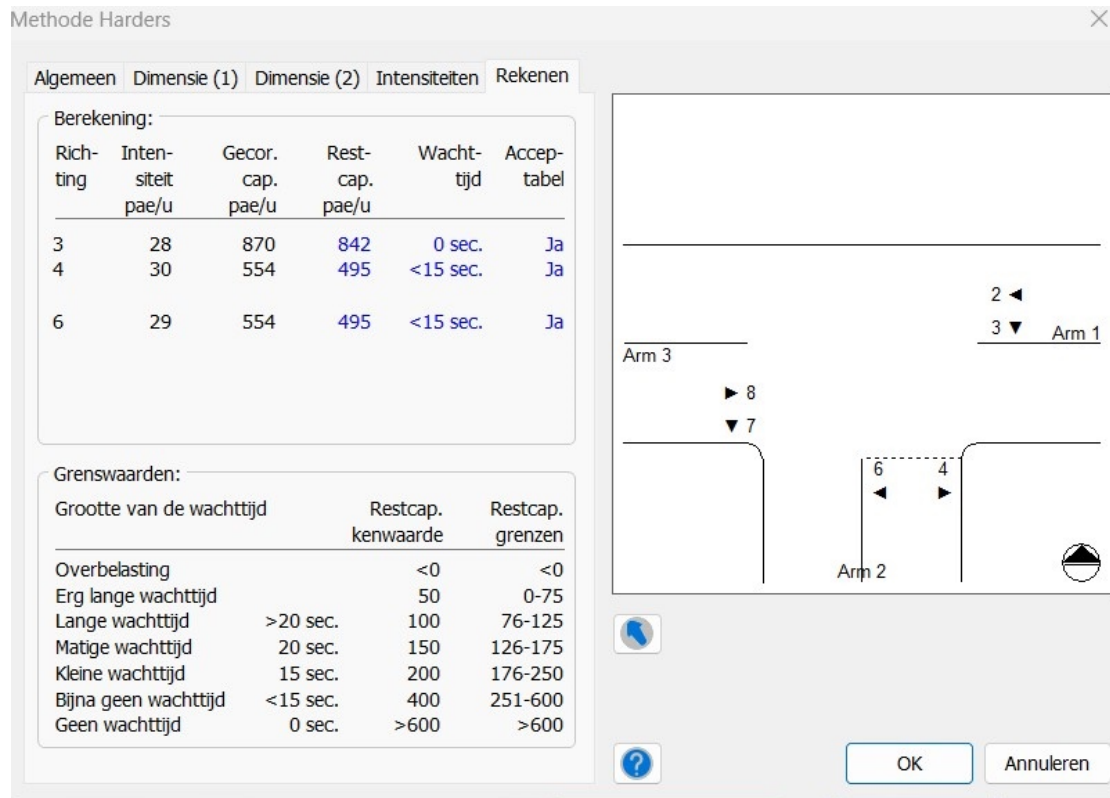 Methode Harders
Algemeen Dimensie (1) Dimensie (2) Intensiteiten Rekenen
Berekening:
Rich- Inten- Gecor. Rest- Wacht- Accep-
ting siteit cap. cap. tijd tabel
pae/u pae/u pae/u
3 28 870 842 0 sec. Ja
4 30 554 495 <15 sec. Ja
6 29 554 495 <15 sec. Ja
Grenswaarden:
Grootte van de wachttijd Restcap. Restcap.
kenwaarde grenzen
Overbelasting <0 <0
Erg lange wachttijd 50 0-75
Lange wachttijd >20 sec. 100 76-125
Matige wachttijd 20 sec. 150 126-175
Kleine wachttijd 15 sec. 200 176-250
Bijna geen wachttijd <15 sec. 400 251-600
Geen wachttijd 0 sec. >600 >600
2
3 Arm 1
Arm 3
8
7
6 4
Arm 2
OK Annuleren